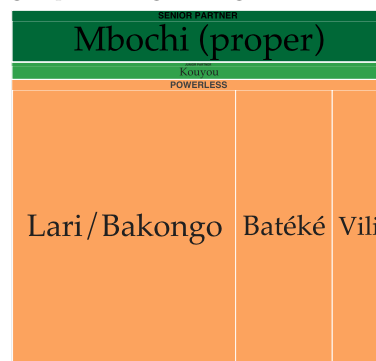 SENIOR PARTNER
Mbochi (proper)
Kouyou
POWERLESS
Lari/Bakongo
Batéké
Vili